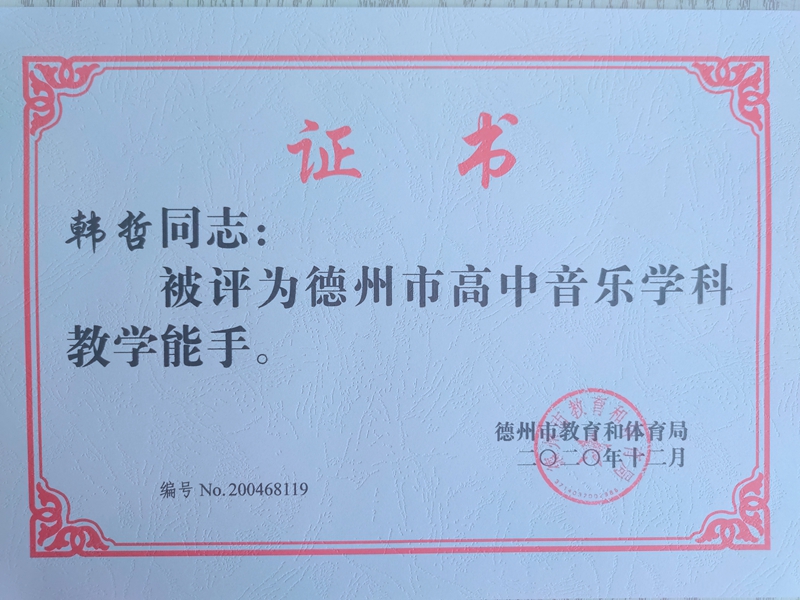 证 书
韩哲同志：
被评为德州市高中音乐学科
教学能手。
德州市教育和体育局
二〇二〇年十二月
编号 No.200468119